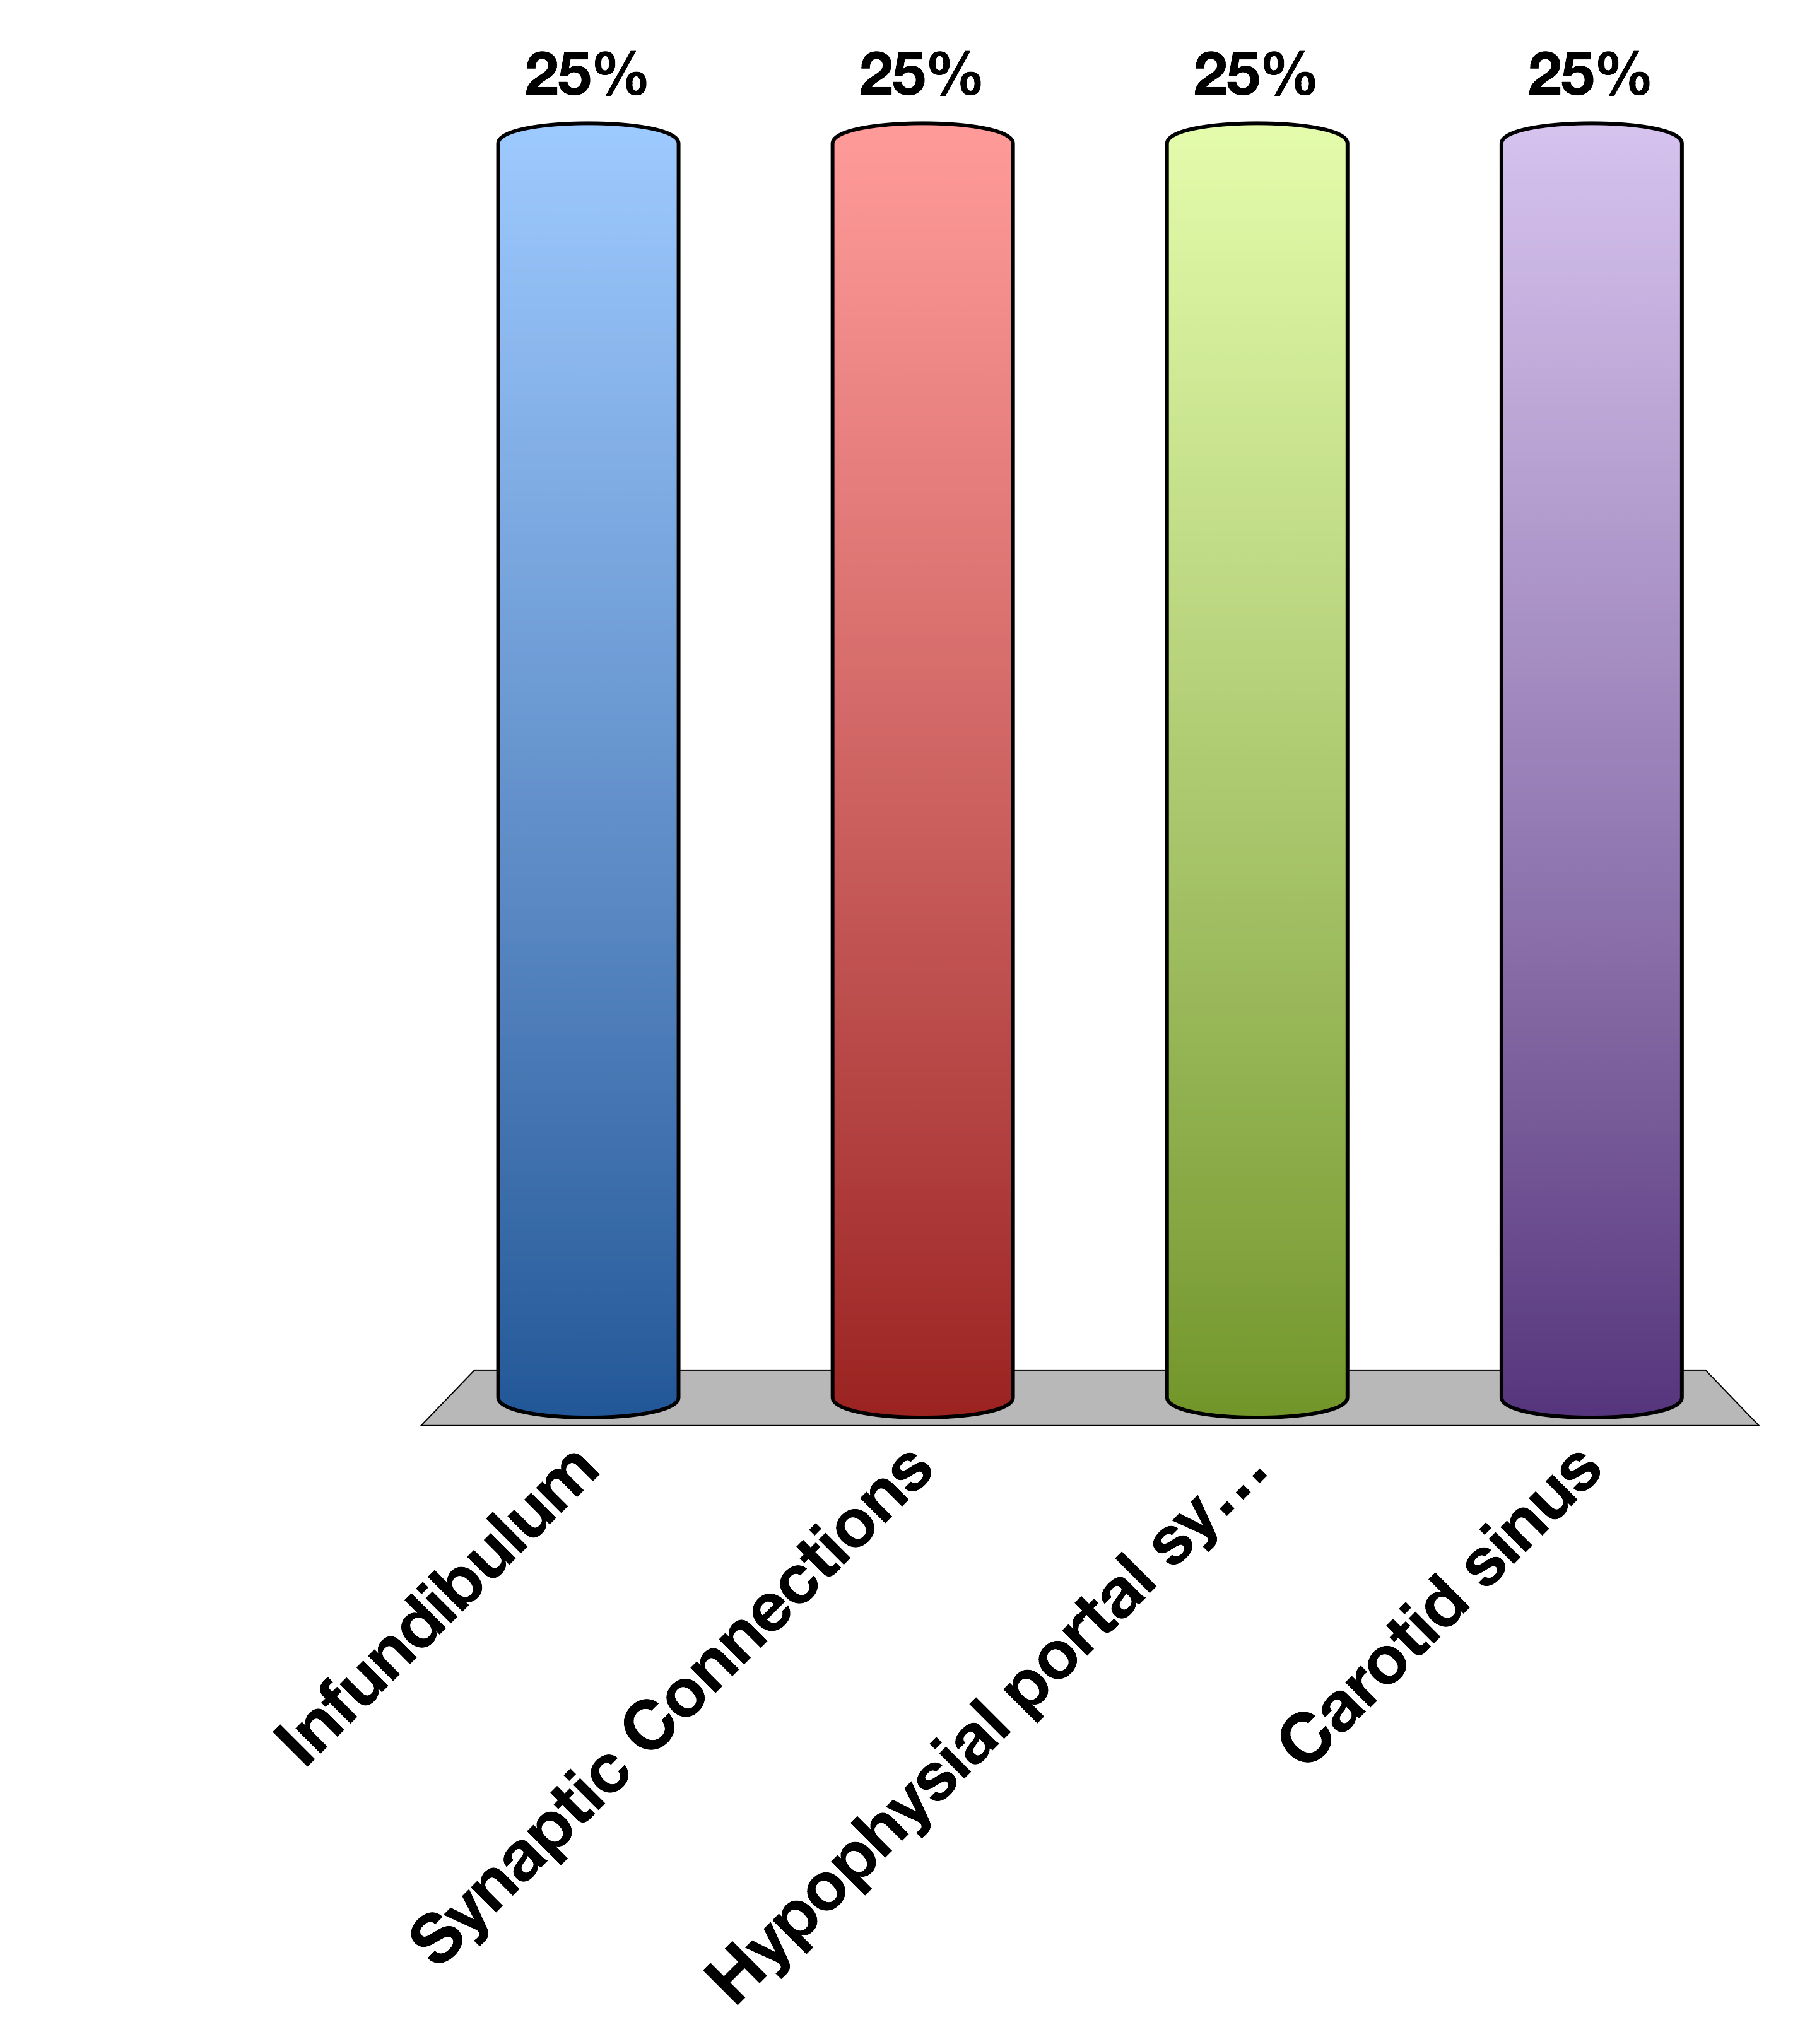 25% 25% 25% 25%
Infundibulum
Synaptic Connections
Hypophysial portal sy...
Carotid sinus